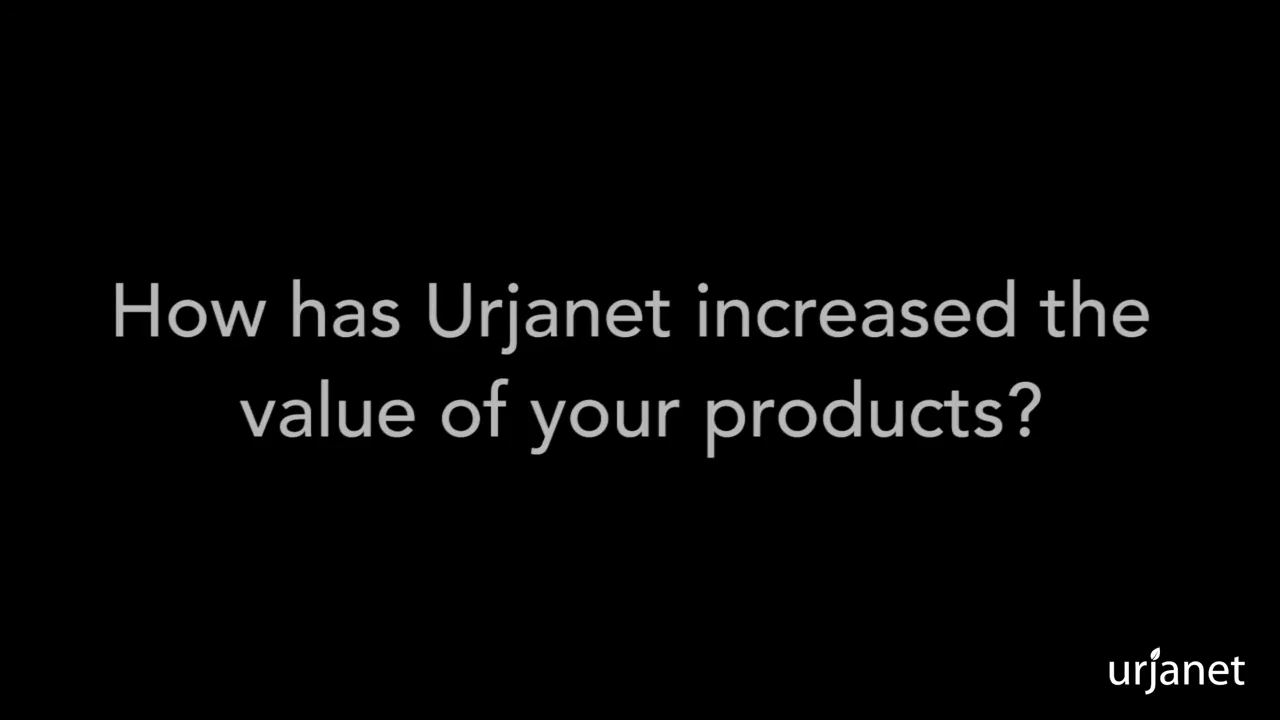 How has Urjanet increased the
value of your products?
urjanet